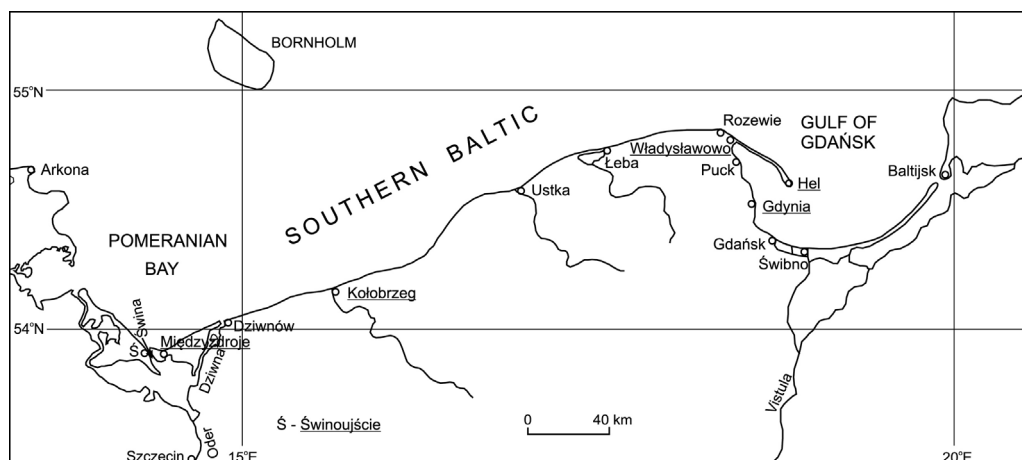 BORNHOLM
55°N
Rozewie
GULF OF
GDAŃSK
Władysławowo
Łeba
Puck
Arkona
Baltijsk
Hel
Ustka
Gdynia
SOUTHERN BALTIC
POMERANIAN
BAY
Gdańsk
Świbno
Kołobrzeg
54°N
Dziwnów
Świna
Międzyzdroje
Ś
Dziwna
Vistula
0 40 km
Ś - Świnoujście
Oder
Szczecin
15°E
20°E